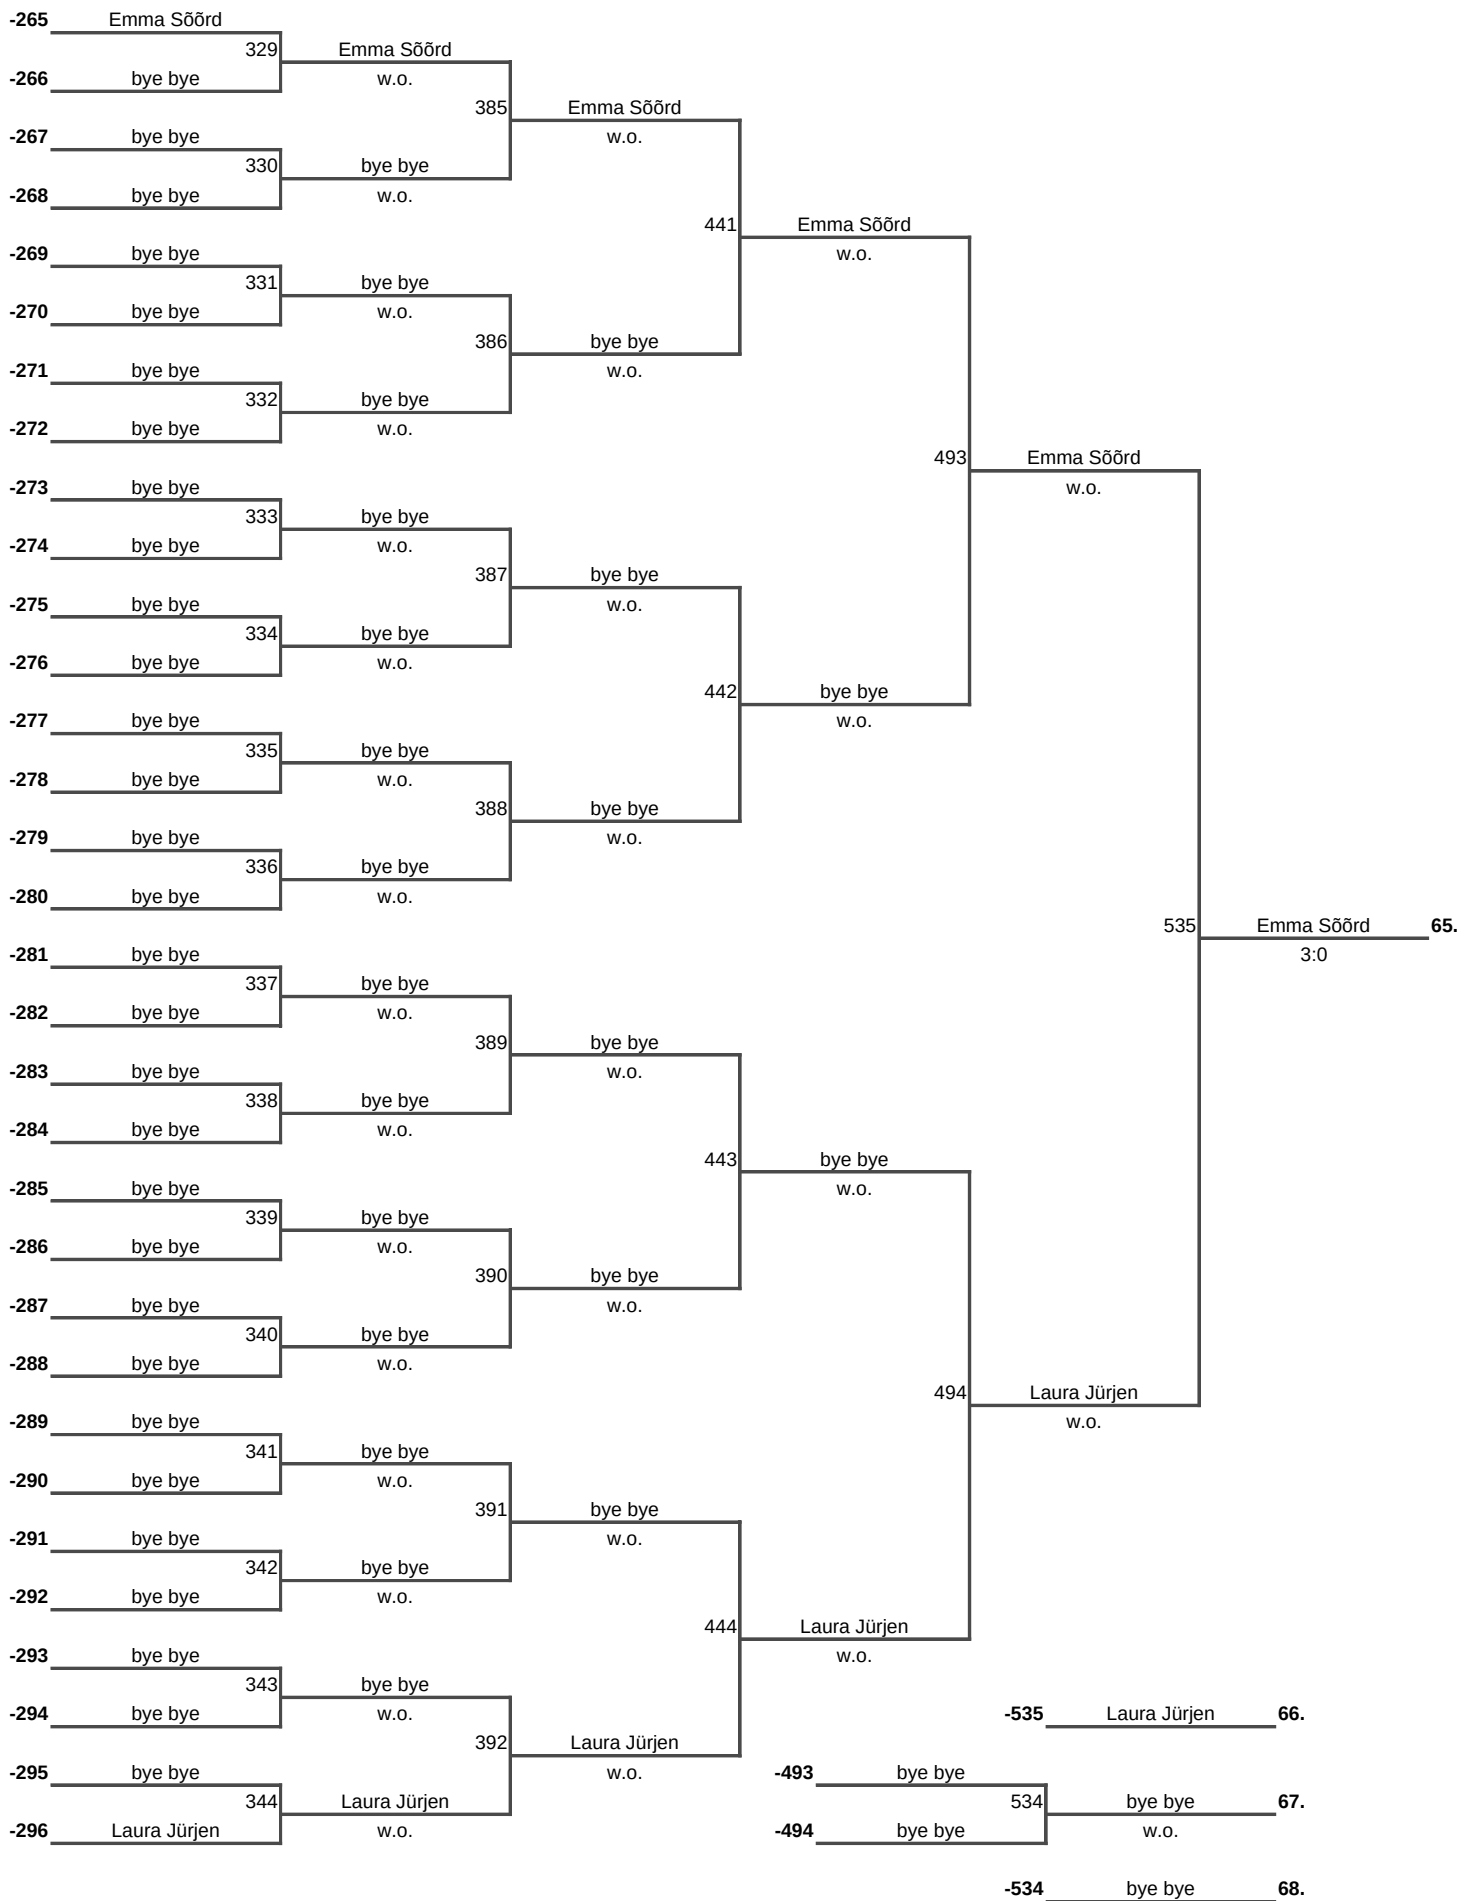 -265 Emma Sõõrd
329 Emma Sõõrd
-266 bye bye w.o.
385 Emma Sõõrd
-267 bye bye w.o.
330 bye bye
-268 bye bye w.o.
441 Emma Sõõrd
-269 bye bye w.o.
331 bye bye
-270 bye bye w.o.
386 bye bye
-271 bye bye w.o.
332 bye bye
-272 bye bye w.o.
493 Emma Sõõrd
-273 bye bye w.o.
333 bye bye
-274 bye bye w.o.
387 bye bye
-275 bye bye w.o.
334 bye bye
-276 bye bye w.o.
442 bye bye
-277 bye bye w.o.
335 bye bye
-278 bye bye w.o.
388 bye bye
-279 bye bye w.o.
336 bye bye
-280 bye bye w.o.
535 Emma Sõõrd 65.
-281 bye bye 3:0
337 bye bye
-282 bye bye w.o.
389 bye bye
-283 bye bye w.o.
338 bye bye
-284 bye bye w.o.
443 bye bye
-285 bye bye w.o.
339 bye bye
-286 bye bye w.o.
390 bye bye
-287 bye bye w.o.
340 bye bye
-288 bye bye w.o.
494 Laura Jürjen
-289 bye bye w.o.
341 bye bye
-290 bye bye w.o.
391 bye bye
-291 bye bye w.o.
342 bye bye
-292 bye bye w.o.
444 Laura Jürjen
-293 bye bye w.o.
343 bye bye
-294 bye bye w.o. -535 Laura Jürjen 66.
392 Laura Jürjen
-295 bye bye w.o. -493 bye bye
344 Laura Jürjen 534 bye bye 67.
-296 Laura Jürjen w.o. -494 bye bye w.o.
-534 bye bye 68.